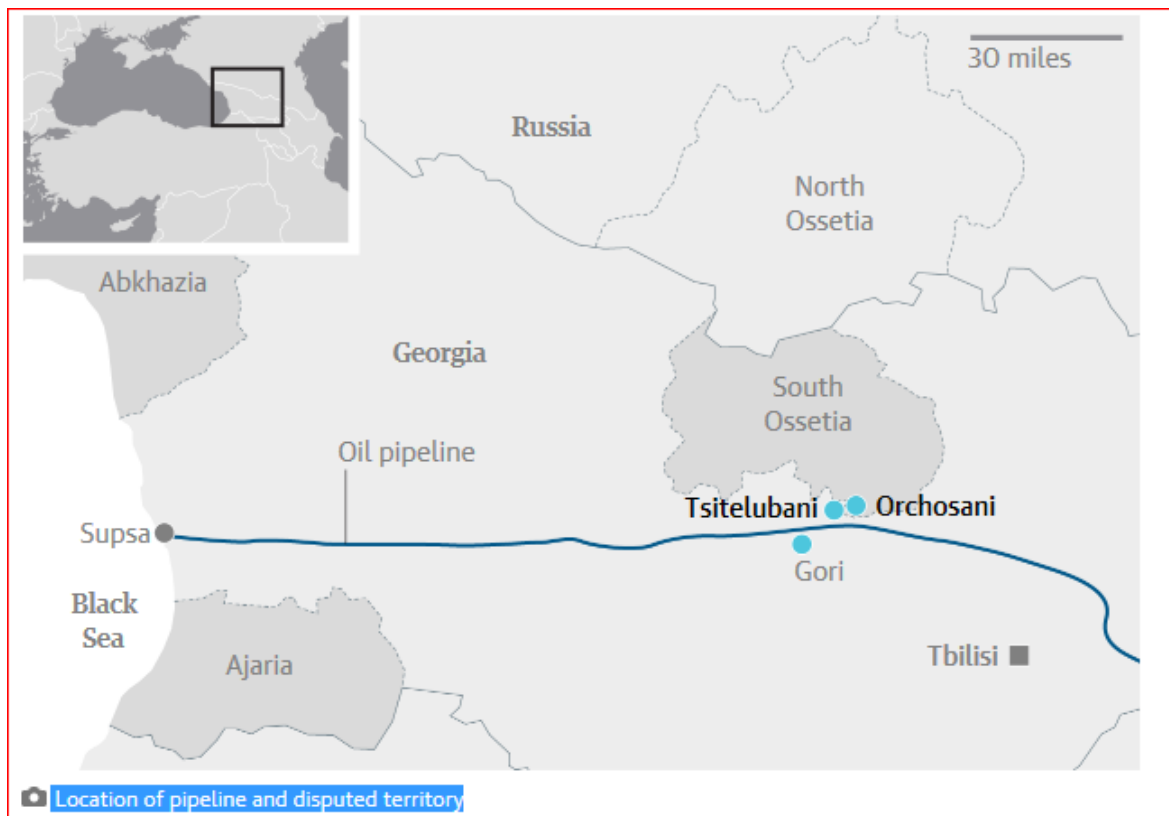 30 miles
Russia
North
Ossetia
Abkhazia
Georgia
South
Ossetia
Oil pipeline
Tsitelubani
Orchosani
Supsa
Gori
Black
Sea
Ajaria
Tbilisi
Location of pipeline and disputed territory